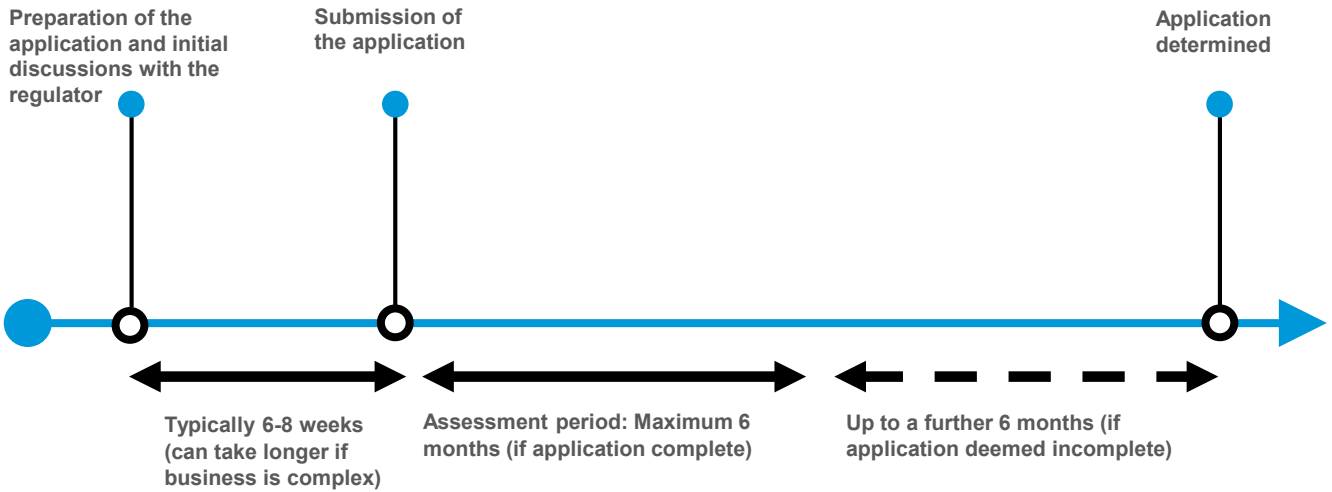 Preparation of the
application and initial
discussions with the
regulator
Submission of
the application
Application
determined
Typically 6-8 weeks
(can take longer if
business is complex)
Assessment period: Maximum 6
months (if application complete)
Up to a further 6 months (if
application deemed incomplete)